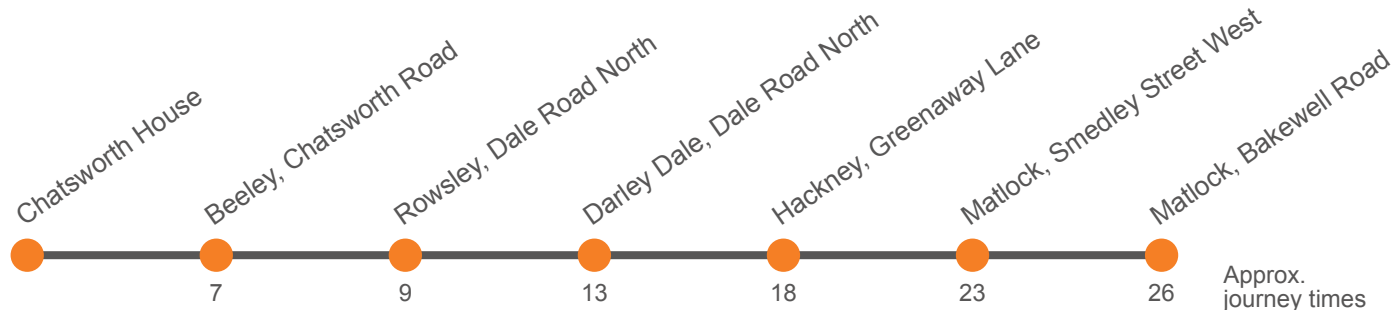 Chatsworth House
Beeley, Chatsworth Road
Rowsley, Dale Road North
Darley Dale, Dale Road North
Hackney, Greenaway Lane
Matlock, Smedley Street West
Matlock, Bakewell Road
7
9
13
18
23
26
Approx.
journey times